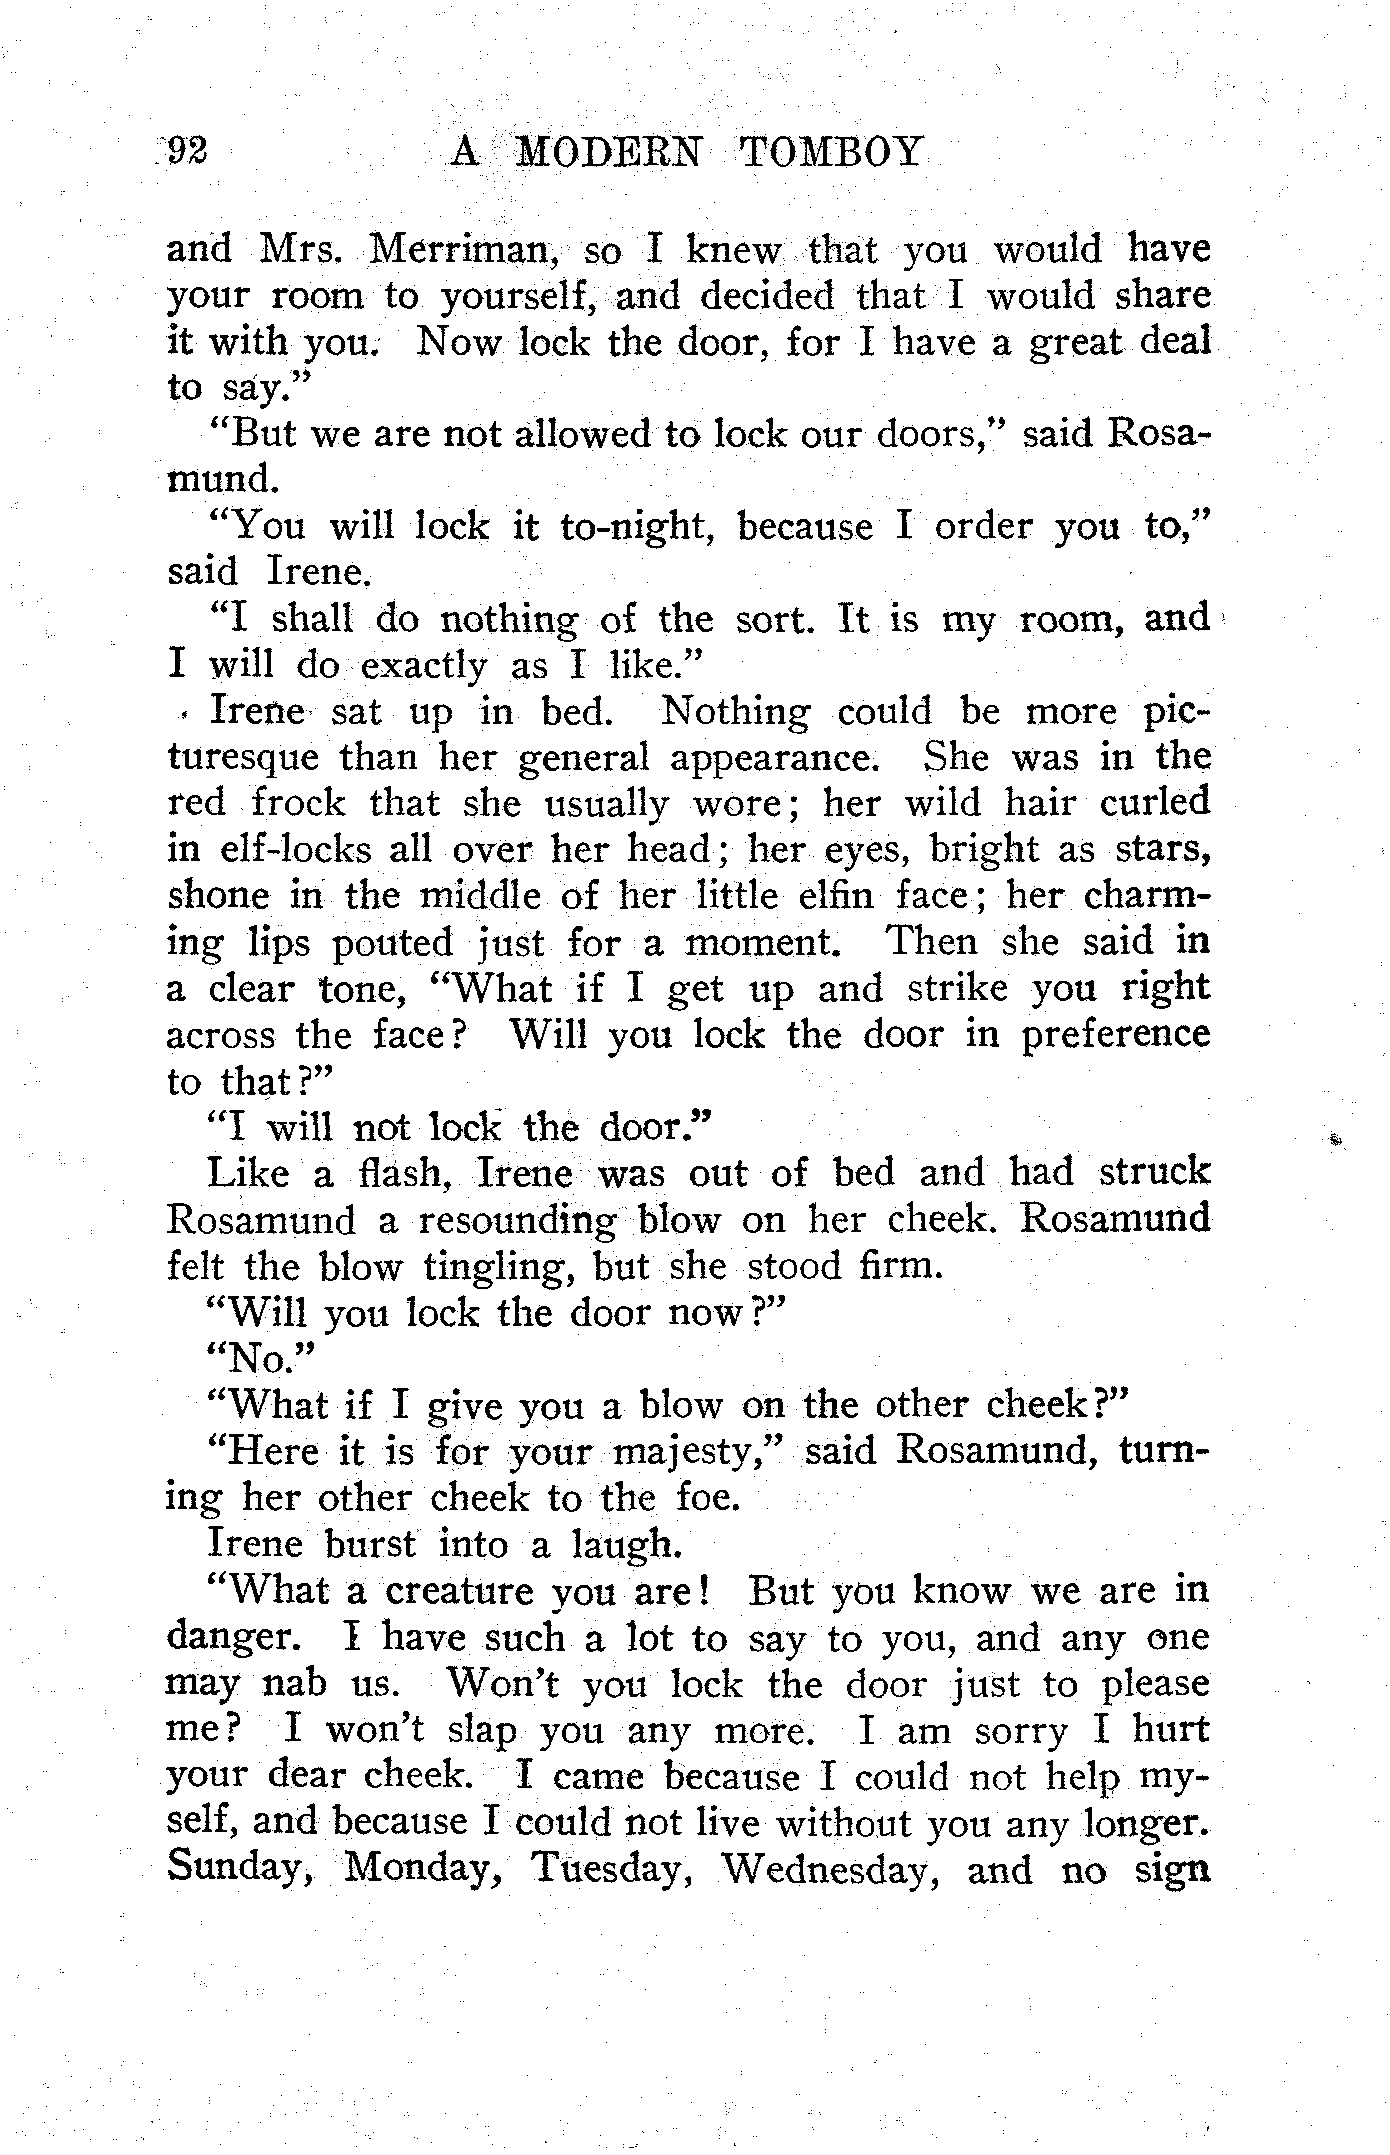 92 A MODERN TOMBOY
and Mrs. Merriman, so I knew that you would have
your room to yourself, and decided that I would share
it with you. Now lock the door, for I have a great deal
to say."
"But we are not allowed to lock our doors," said Rosa-
mund.
"You will lock it to-night, because I order you to,"
said Irene.
"I shall do nothing of the sort. It is my room, and
I will do exactly as I like."
Irene sat up in bed. Nothing could be more pic-
turesque than her general appearance. She was in the
red frock that she usually wore; her wild hair curled
in elf-locks all over her head; her eyes, bright as stars,
shone in the middle of her little elfin face; her charm-
ing lips pouted just for a moment. Then she said in
a clear tone, "What if I get up and strike you right
across the face? Will you lock the door in preference
to that?"
"I will not lock the door."
Like a flash, Irene was out of bed and had struck
Rosamund a resounding blow on her cheek. Rosamund
felt the blow tingling, but she stood firm.
"Will you lock the door now?"
"No."
"What if I give you a blow on the other cheek?"
"Here it is for your majesty," said Rosamund, turn-
ing her other cheek to the foe.
Irene burst into a laugh.
"What a creature you are! But you know we are in
danger. I have such a lot to say to you, and any one
may nab us. Won't you lock the door just to please
me? I won't slap you any more. I am sorry I hurt
your dear cheek. I came because I could not help my-
self, and because I could not live without you any longer.
Sunday, Monday, Tuesday, Wednesday, and no sign